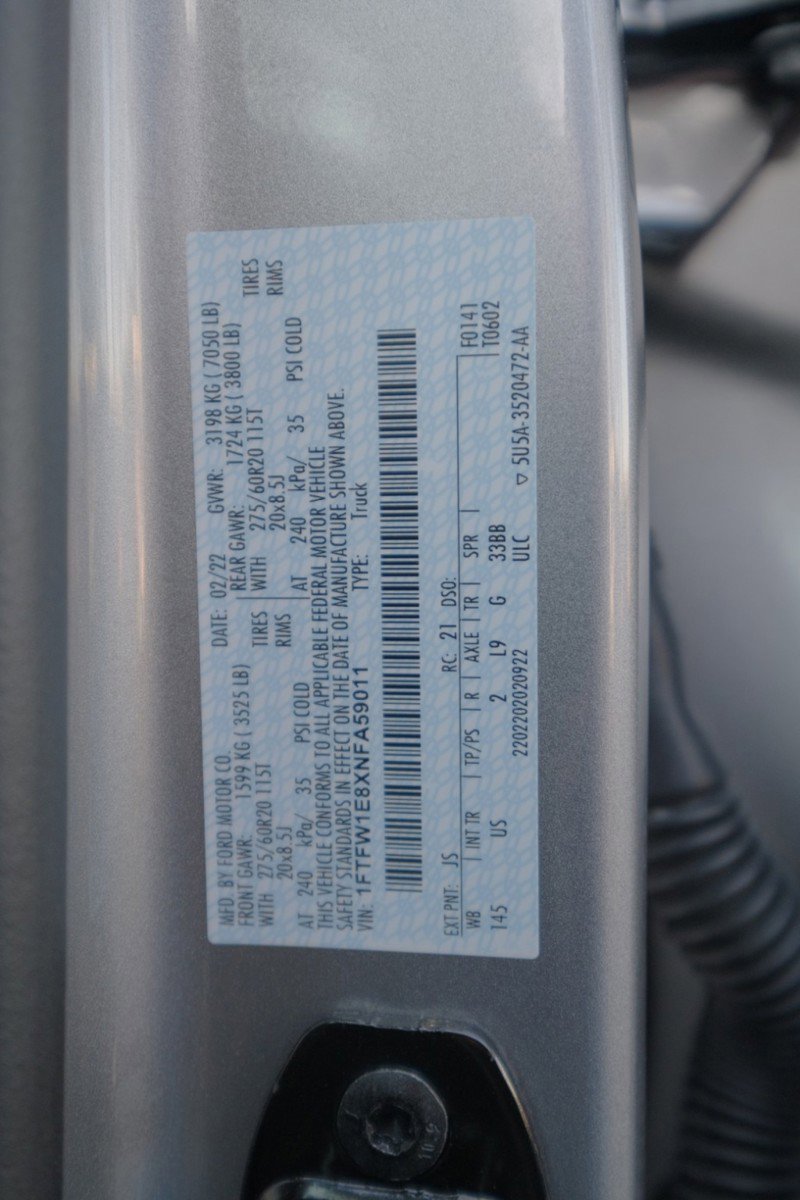 MFD. BY FORD MOTOR CO. DATE: 02/22 GVWR: 3198 KG ( 7050 LB)
FRONT GAWR: 1599 KG ( 3525 LB) REAR GAWR: 1724 KG ( 3800 LB)
WITH 275/60R20 115T TIRES WITH 275/60R20 115T TIRES
20x8.5J RIMS 20x8.5J RIMS
AT 240 kPa/ 35 PSI COLD AT 240 kPa/ 35 PSI COLD
THIS VEHICLE CONFORMS TO ALL APPLICABLE FEDERAL MOTOR VEHICLE
SAFETY STANDARDS IN EFFECT ON THE DATE OF MANUFACTURE SHOWN ABOVE.
VIN: 1FTFW1E8XNFA59011 TYPE: Truck
EXT PNT: JS RC: 21 DSO: F0141
WB INT TR TP/PS R AXLE TR SPR T0602
145 US 2 L9 G 33BB
2202202020922 ULC ▽ 5U5A-3520472-AA
10.9